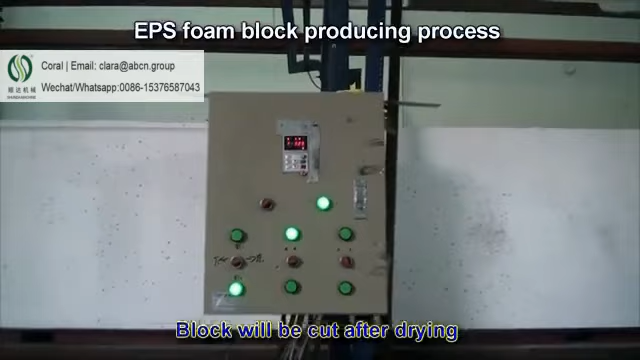 EPS foam block producing process
Coral | Email: clara@abcn.group
Wechat/Whatsapp:0086-15376587043
Block will be cut after drying